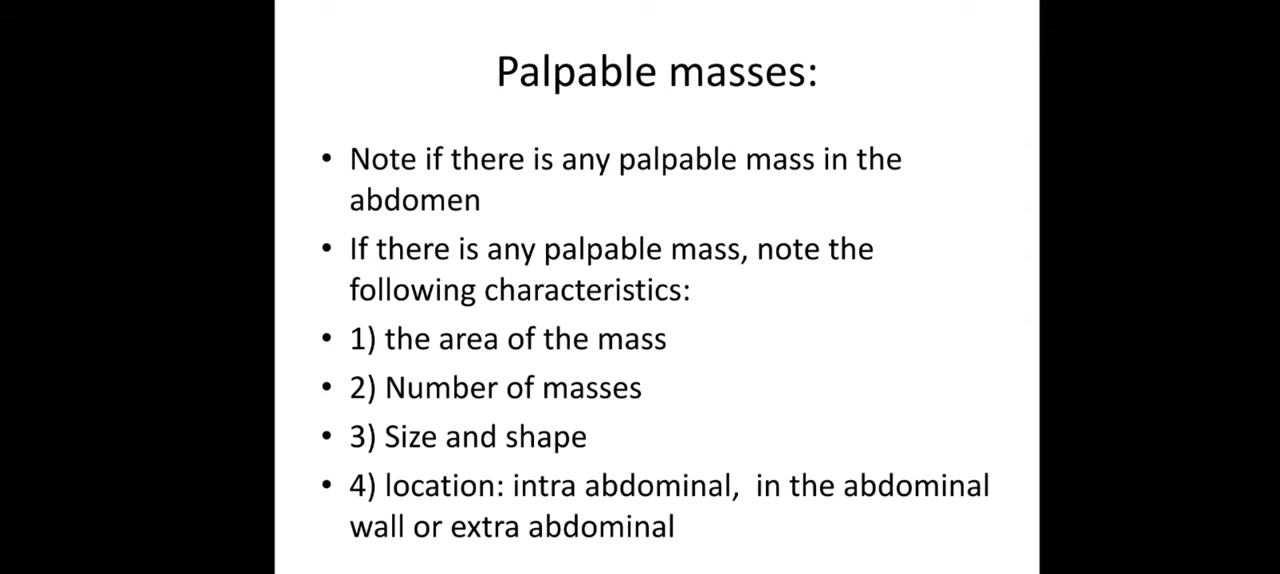 Palpable masses:
• Note if there is any palpable mass in the
abdomen
• If there is any palpable mass, note the
following characteristics:
• 1) the area of the mass
• 2) Number of masses
• 3) Size and shape
• 4) location: intra abdominal,  in the abdominal
wall or extra abdominal